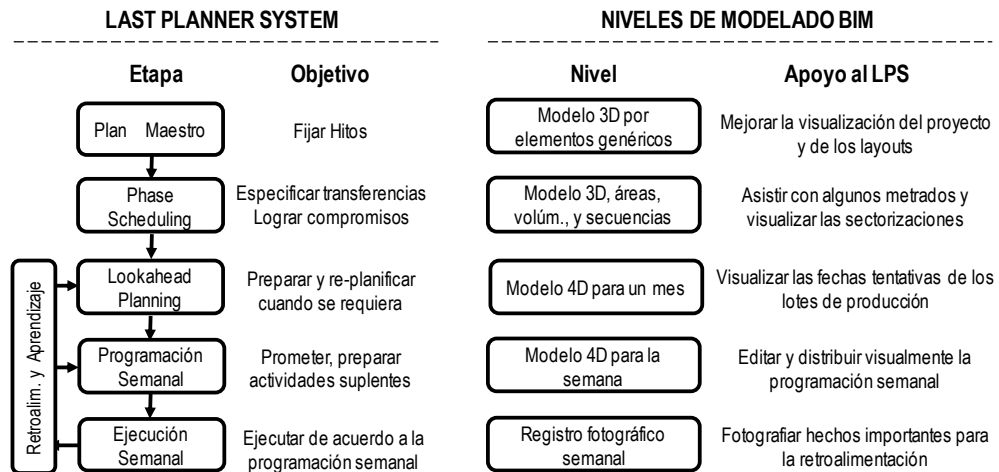 LAST PLANNER SYSTEM
NIVELES DE MODELADO BIM
Etapa
Objetivo
Nivel
Apoyo al LPS
Plan Maestro
Fijar Hitos
Modelo 3D por
elementos genéricos
Mejorar la visualización del proyecto
y de los layouts
Phase
Scheduling
Especificar transferencias
Lograr compromisos
Modelo 3D, áreas,
volúm., y secuencias
Asistir con algunos metrados y
visualizar las sectorizaciones
Retroalim. y Aprendizaje
Lookahead
Planning
Preparar y re-planificar
cuando se requiera
Modelo 4D para un mes
Visualizar las fechas tentativas de los
lotes de producción
Programación
Semanal
Prometer, preparar
actividades suplentes
Modelo 4D para la
semana
Editar y distribuir visualmente la
programación semanal
Ejecución
Semanal
Ejecutar de acuerdo a la
programación semanal
Registro fotográfico
semanal
Fotografiar hechos importantes para
la retroalimentación